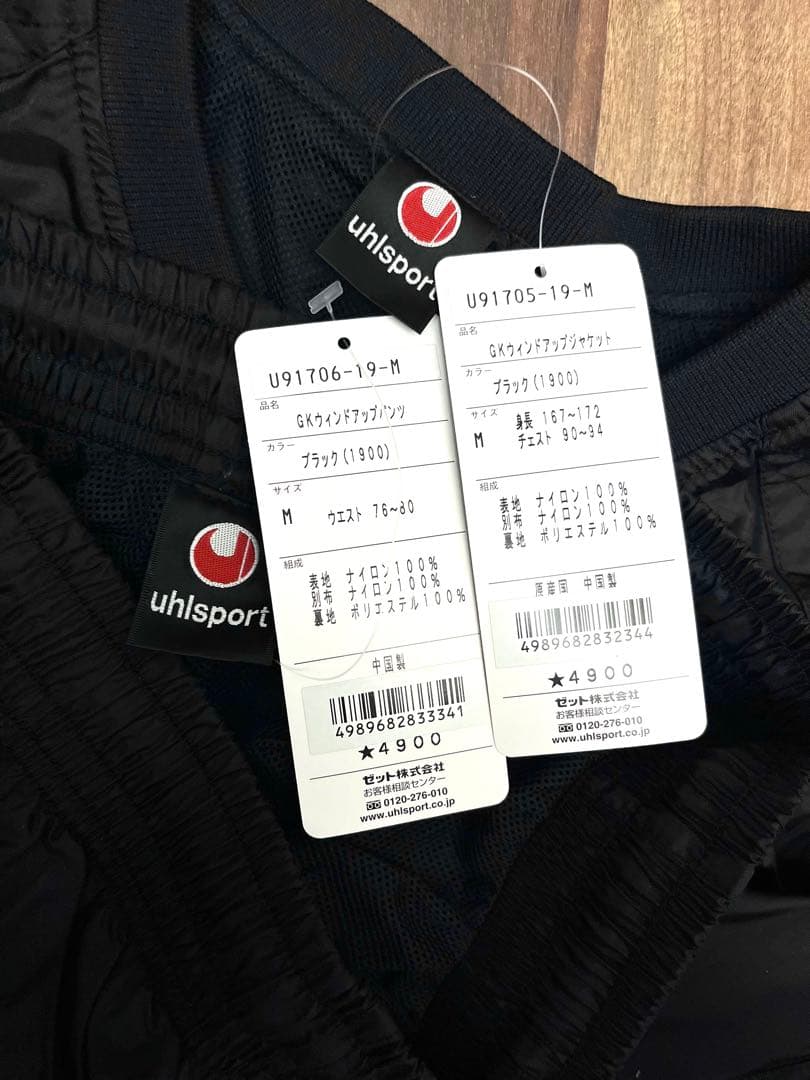 uhlsport
U91705-19-M
品名
GKウィンドアップジャケット
カラー
ブラック(1900)
サイズ
M 身長 167~172
チェスト 90~94
組成
表地 ナイロン100%
別布 ナイロン100%
裏地 ポリエステル100%
原産国 中国製
4989682832344
★4900
ゼット株式会社
お客様相談センター
0120-276-010
www.uhlsport.co.jp
U91706-19-M
品名
GKウィンドアップパンツ
カラー
ブラック(1900)
サイズ
M ウエスト 76~80
組成
表地 ナイロン100%
別布 ナイロン100%
裏地 ポリエステル100%
中国製
4989682833341
★4900
ゼット株式会社
お客様相談センター
0120-276-010
www.uhlsport.co.jp
uhlsport